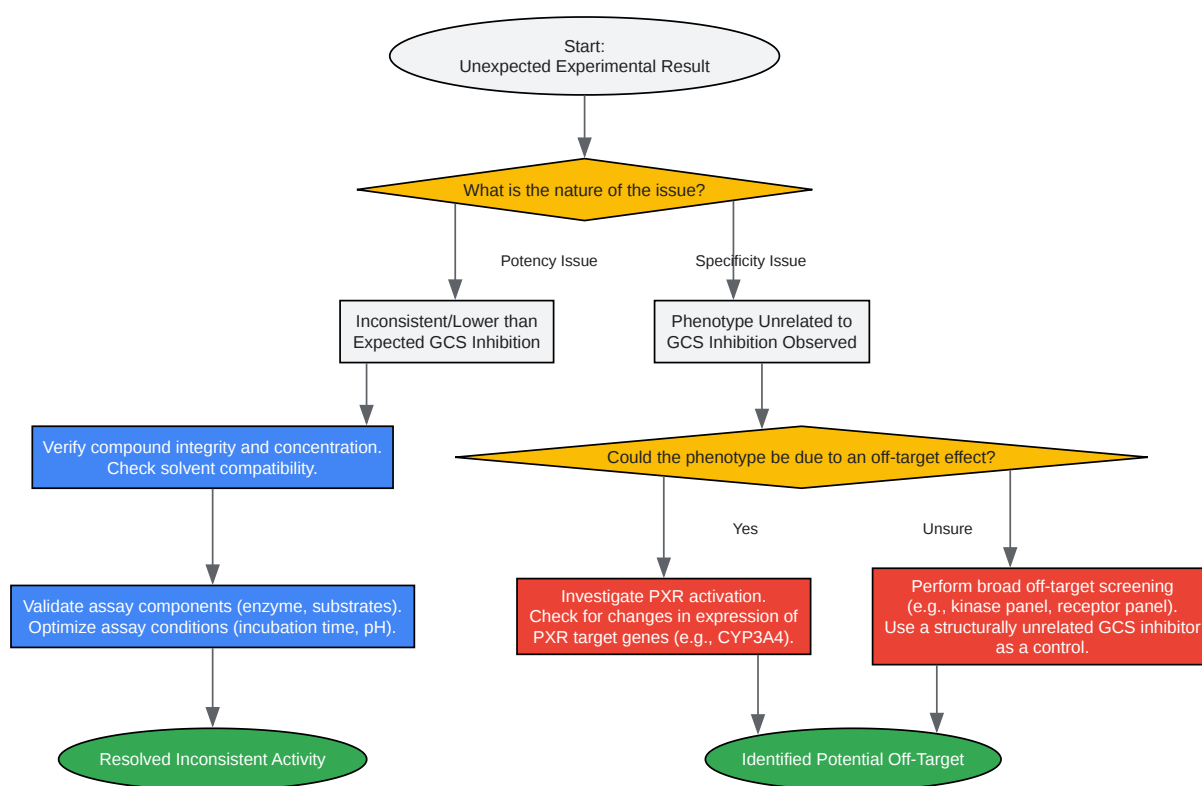 Start:
Unexpected Experimental Result
What is the nature of the issue?
Potency Issue
Specificity Issue
Inconsistent/Lower than
Expected GCS Inhibition
Phenotype Unrelated to
GCS Inhibition Observed
Verify compound integrity and concentration.
Check solvent compatibility.
Could the phenotype be due to an off-target effect?
Yes
Unsure
Validate assay components (enzyme, substrates).
Optimize assay conditions (incubation time, pH).
Investigate PXR activation.
Check for changes in expression of
PXR target genes (e.g., CYP3A4).
Perform broad off-target screening
(e.g., kinase panel, receptor panel).
Use a structurally unrelated GCS inhibitor
as a control.
Resolved Inconsistent Activity
Identified Potential Off-Target